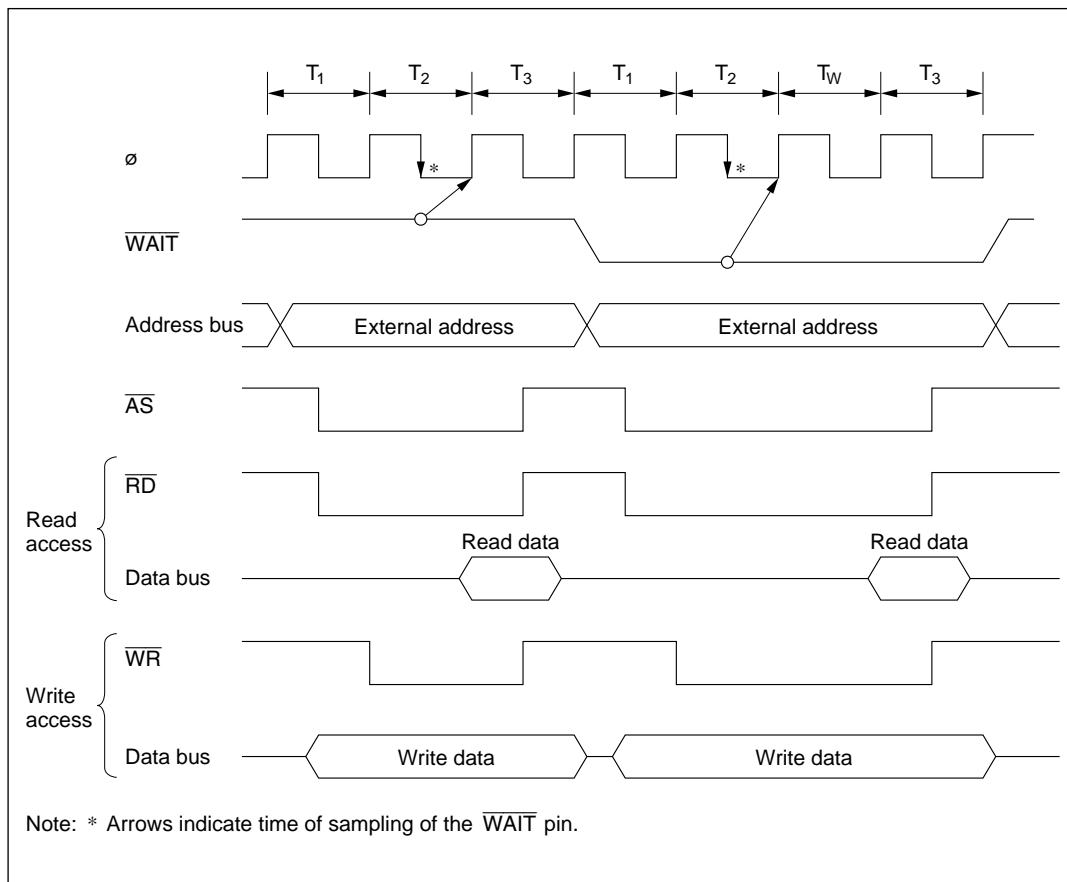 T1 T2 T3 T1 T2 TW T3
ø
*
*
WAIT
Address bus
External address
External address
AS
Read access
RD
Read data
Read data
Data bus
Write access
WR
Data bus
Write data
Write data
Note: * Arrows indicate time of sampling of the WAIT pin.